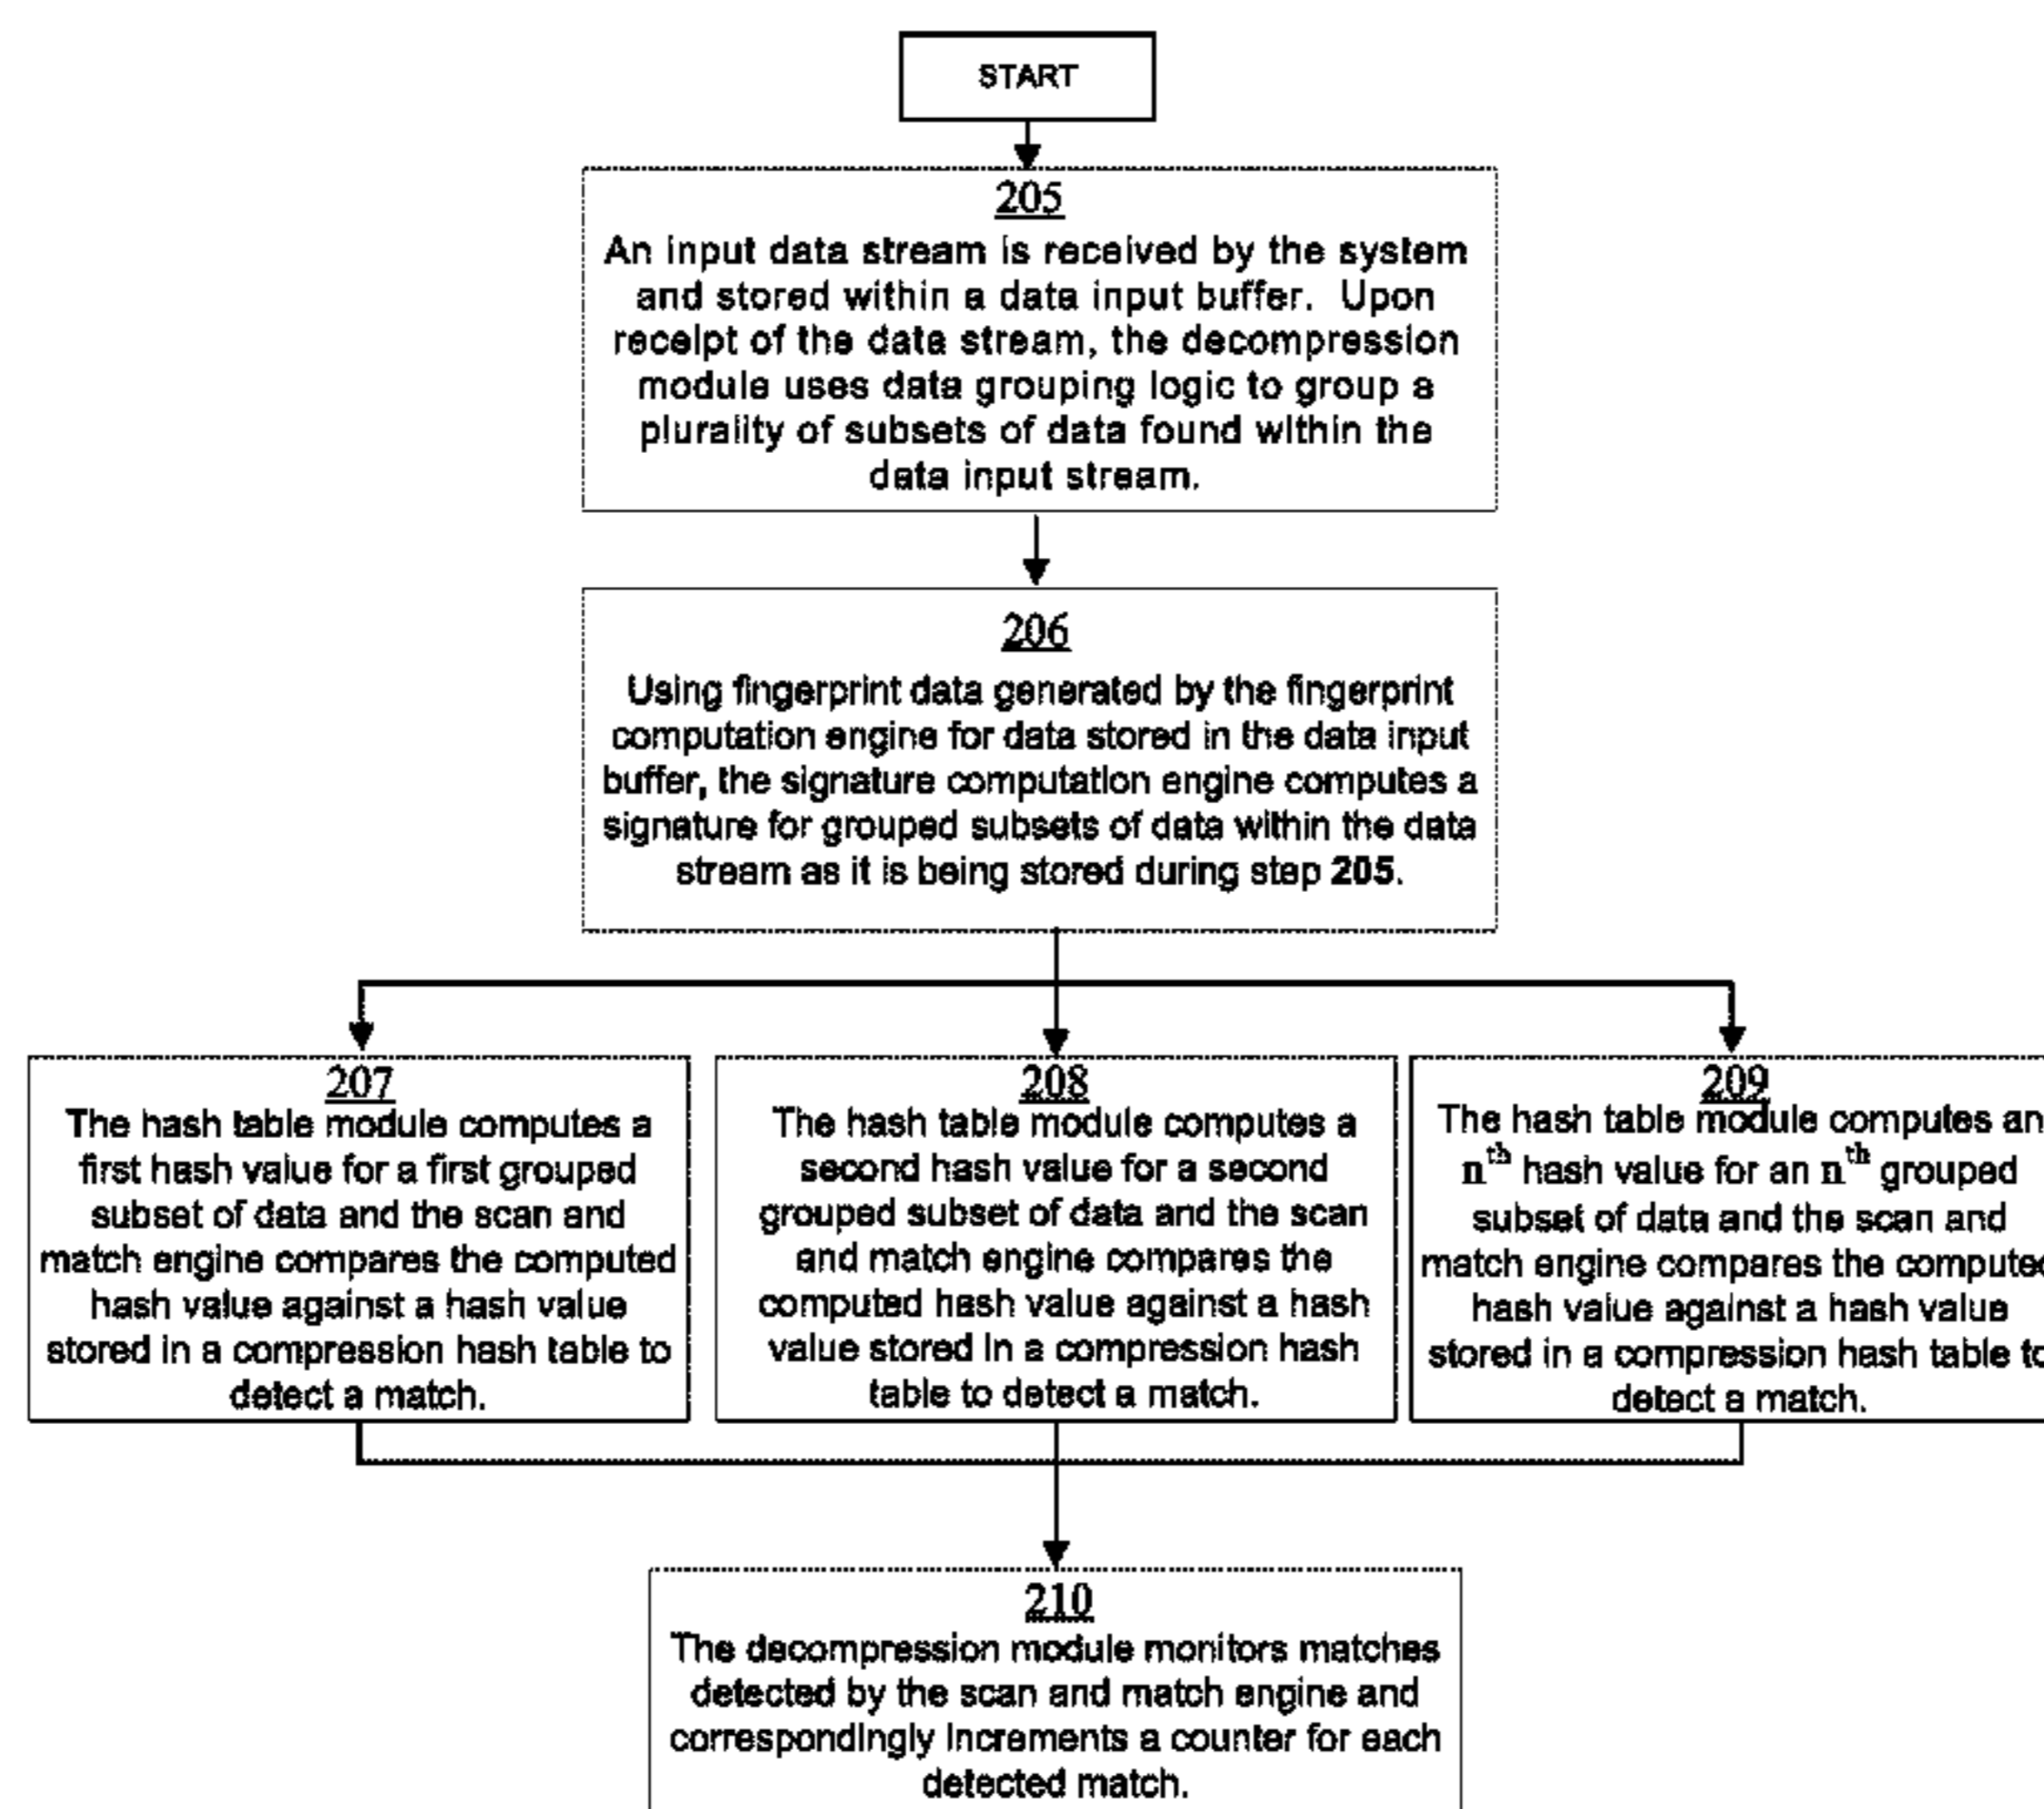 START
205
An input data stream is received by the system
and stored within a data input buffer. Upon
receipt of the data stream, the decompression
module uses data grouping logic to group a
plurality of subsets of data found within the
data input stream.
206
Using fingerprint data generated by the fingerprint
computation engine for data stored in the data input
buffer, the signature computation engine computes a
signature for grouped subsets of data within the data
stream as it is being stored during step 205.
207
The hash table module computes a
first hash value for a first grouped
subset of data and the scan and
match engine compares the computed
hash value against a hash value
stored in a compression hash table to
detect a match.
208
The hash table module computes a
second hash value for a second
grouped subset of data and the scan
and match engine compares the
computed hash value against a hash
value stored in a compression hash
table to detect a match.
209
The hash table module computes an
nth hash value for an nth grouped
subset of data and the scan and
match engine compares the computed
hash value against a hash value
stored in a compression hash table to
detect a match.
210
The decompression module monitors matches
detected by the scan and match engine and
correspondingly increments a counter for each
detected match.